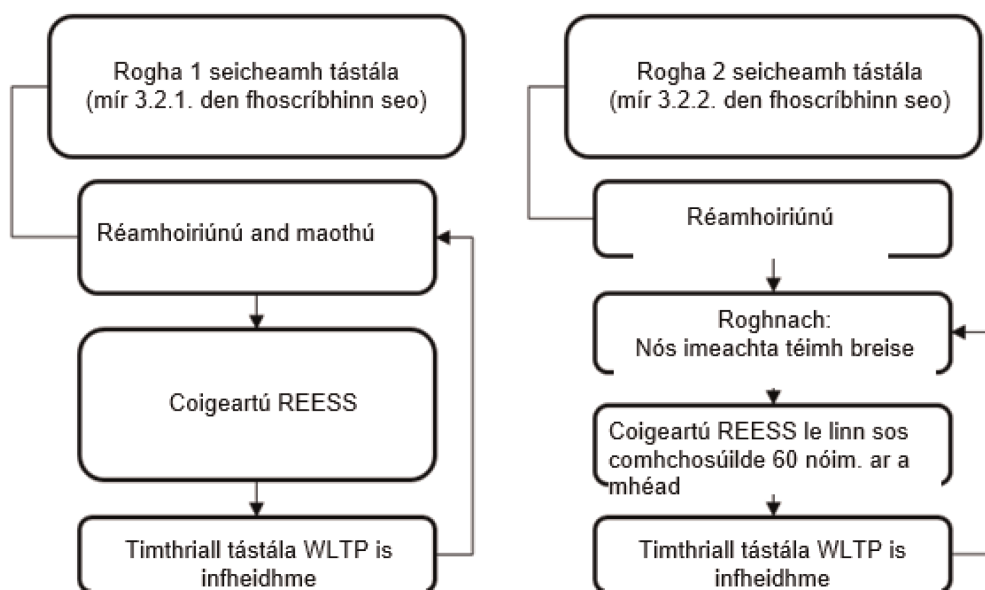 Rogha 1 seicheamh tástála
(mír 3.2.1. den fhoscríbhinn seo)
Réamhoiriúnú and maothú
Coigeartú REESS
Timthriall tástála WLTP is
infheidhme
Rogha 2 seicheamh tástála
(mír 3.2.2. den fhoscríbhinn seo)
Réamhoiriúnú
Roghnach:
Nós imeachta téimh breise
Coigeartú REESS le linn sos
comhchosúilde 60 nóim. ar a
mhéad
Timthriall tástála WLTP is
infheidhme